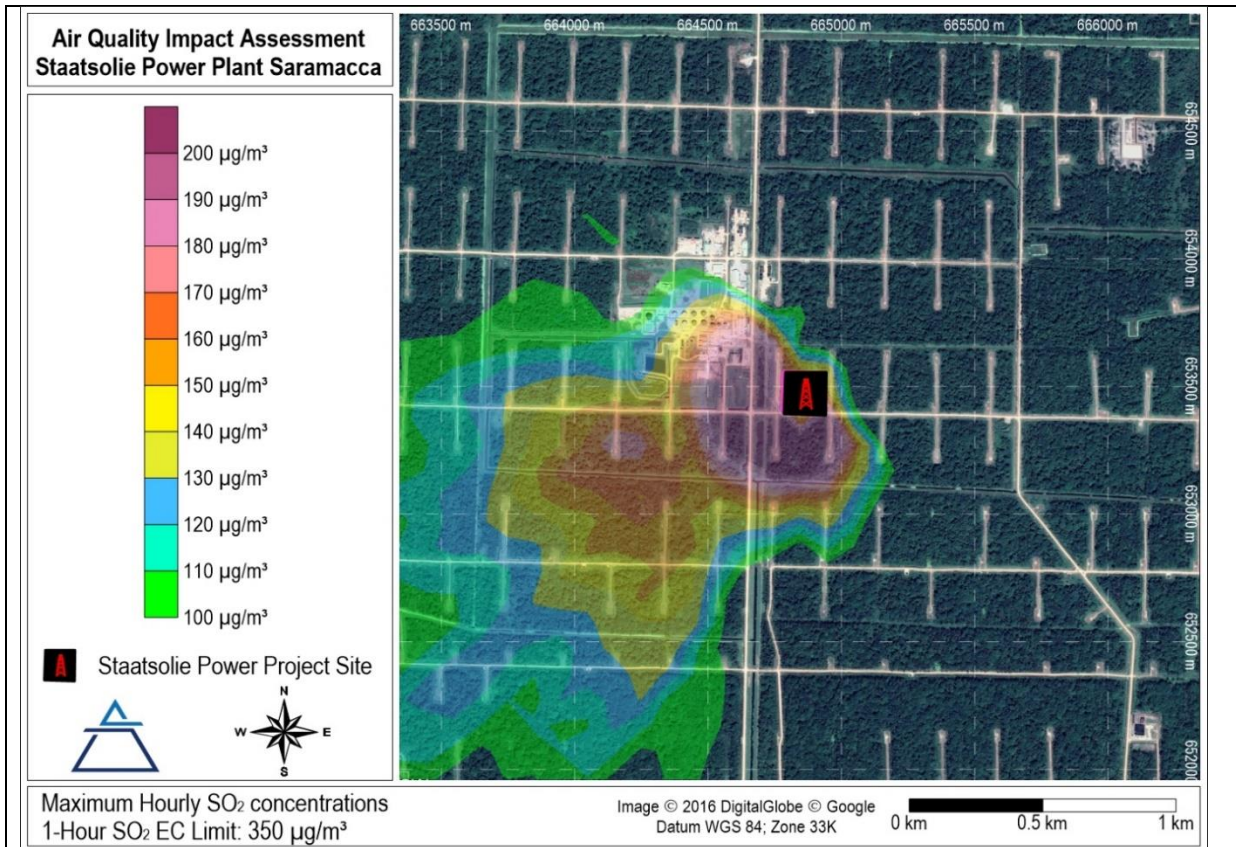 Air Quality Impact Assessment
Staatsolie Power Plant Saramacca
200 µg/m³
190 µg/m³
180 µg/m³
170 µg/m³
160 µg/m³
150 µg/m³
140 µg/m³
130 µg/m³
120 µg/m³
110 µg/m³
100 µg/m³
Staatsolie Power Project Site
N
W E
S
663500 m 664000 m 664500 m 665000 m 665500 m 666000 m
654500 m
654000 m
653500 m
653000 m
652500 m
652000 m
Maximum Hourly SO₂ concentrations
1-Hour SO₂ EC Limit: 350 µg/m³
Image © 2016 DigitalGlobe © Google
Datum WGS 84; Zone 33K
0 km 0.5 km 1 km